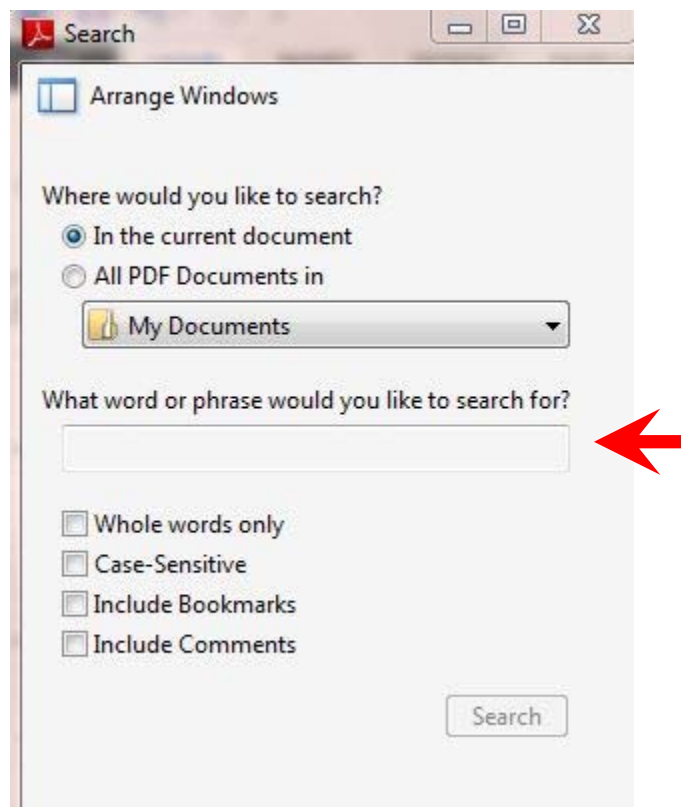 Search
Arrange Windows
Where would you like to search?
In the current document
All PDF Documents in
My Documents
What word or phrase would you like to search for?
Whole words only
Case-Sensitive
Include Bookmarks
Include Comments
Search